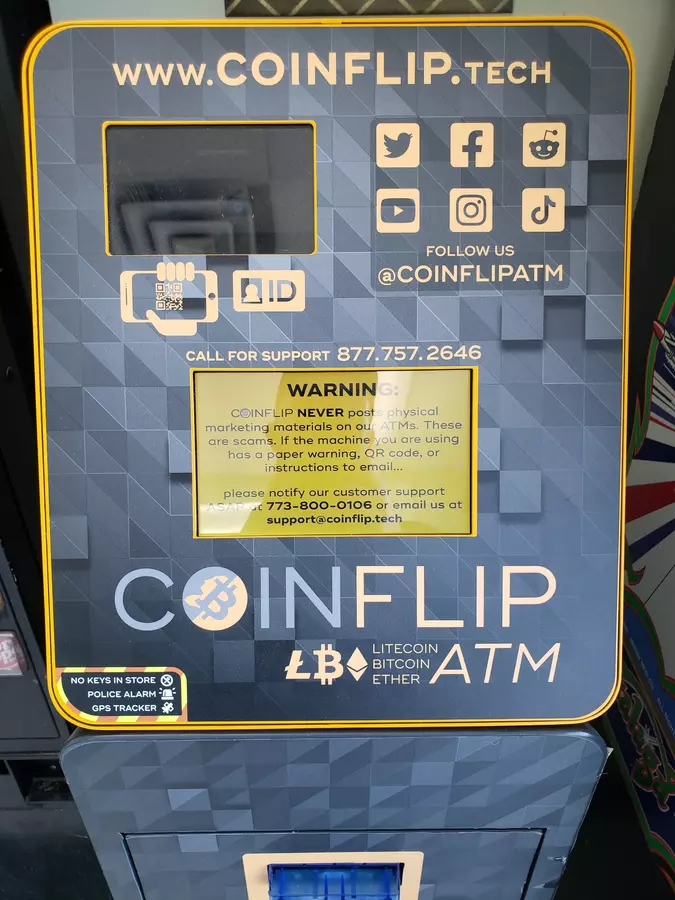 www.COINFLIP.TECH
ID
FOLLOW US
@COINFLIPATM
CALL FOR SUPPORT 877.757.2646
WARNING:
COINFLIP NEVER posts physical
marketing materials on our ATMs. These
are scams. If the machine you are using
has a paper warning, QR code, or
instructions to email...
please notify our customer support
ASAP at 773-800-0106 or email us at
support@coinflip.tech
COINFLIP
LITECOIN
BITCOIN
ETHER
ATM
NO KEYS IN STORE
POLICE ALARM
GPS TRACKER